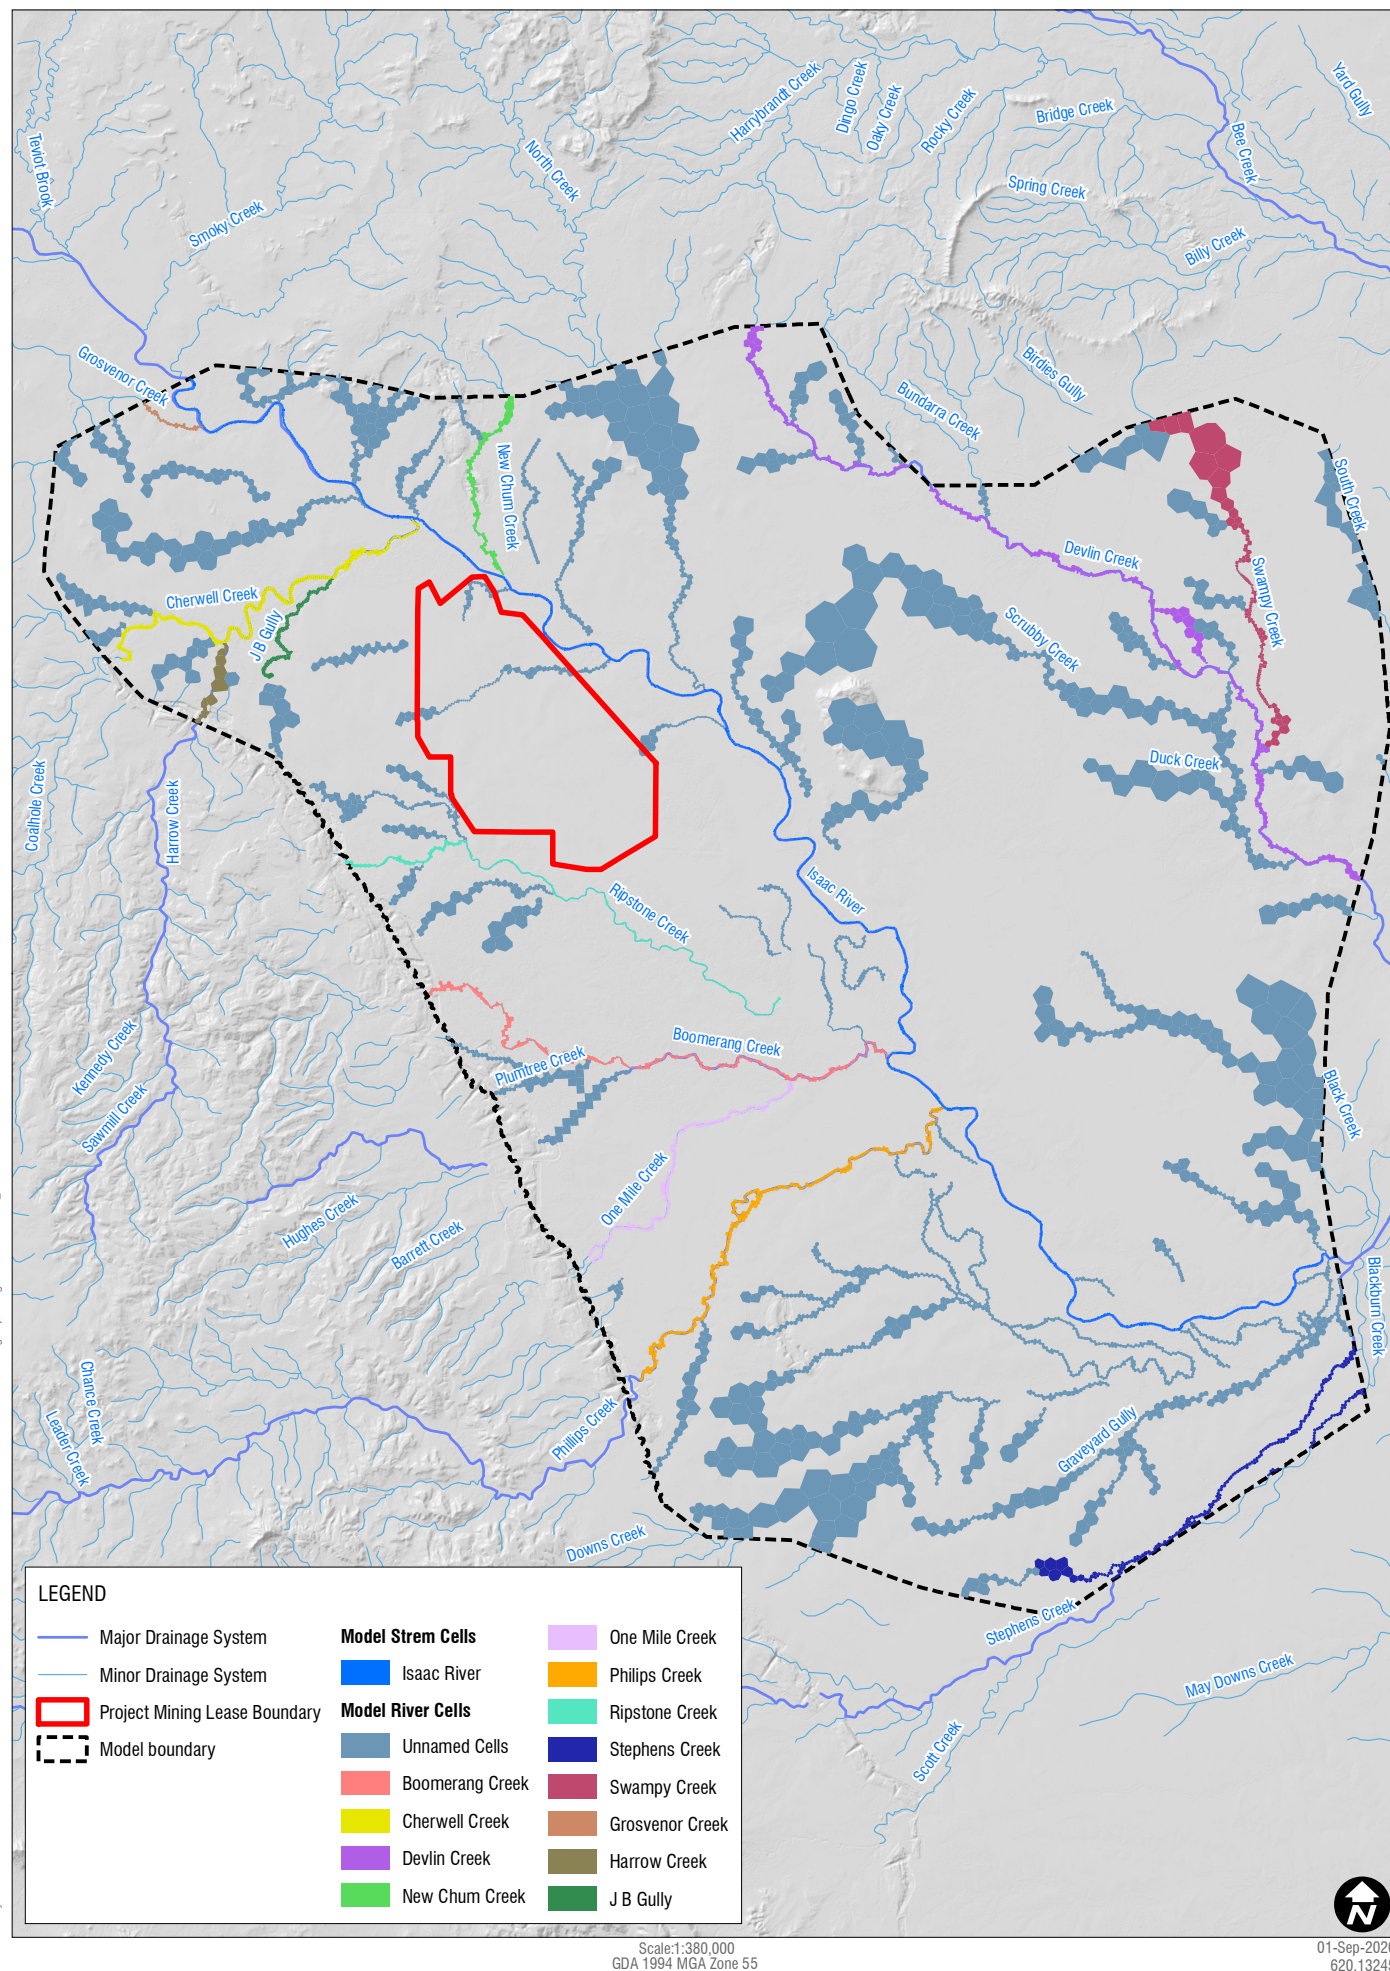 Teviot Brook
Smoky Creek
North Creek
Harrybrandt Creek
Dingo Creek
Oaky Creek
Rocky Creek
Bridge Creek
Yard Gully
Bee Creek
Spring Creek
Billy Creek
Grosvenor Creek
Birdies Gully
Bundarra Creek
New Chum Creek
South Creek
Devlin Creek
Swampy Creek
Cherwell Creek
J B Gully
Scrubby Creek
Duck Creek
Coalhole Creek
Harrow Creek
Isaac River
Ripstone Creek
Kennedy Creek
Boomerang Creek
Plumtree Creek
Sawmill Creek
Black Creek
One Mile Creek
Hughes Creek
Barrett Creek
Blackburn Creek
Chance Creek
Leader Creek
Phillips Creek
Graveyard Gully
Downs Creek
Stephens Creek
May Downs Creek
Scott Creek
LEGEND
Major Drainage System
Minor Drainage System
Project Mining Lease Boundary
Model boundary
Model Strem Cells
Isaac River
Model River Cells
Unnamed Cells
Boomerang Creek
Cherwell Creek
Devlin Creek
New Chum Creek
One Mile Creek
Philips Creek
Ripstone Creek
Stephens Creek
Swampy Creek
Grosvenor Creek
Harrow Creek
J B Gully
N
Scale:1:380,000
GDA 1994 MGA Zone 55
01-Sep-2020
620.13245